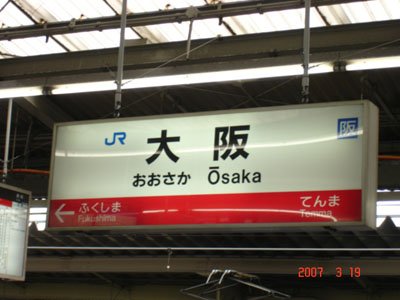 JR 大阪 阪
おおさか Ōsaka
← ふくしま てんま
Fukushima Temma
2007 3 19